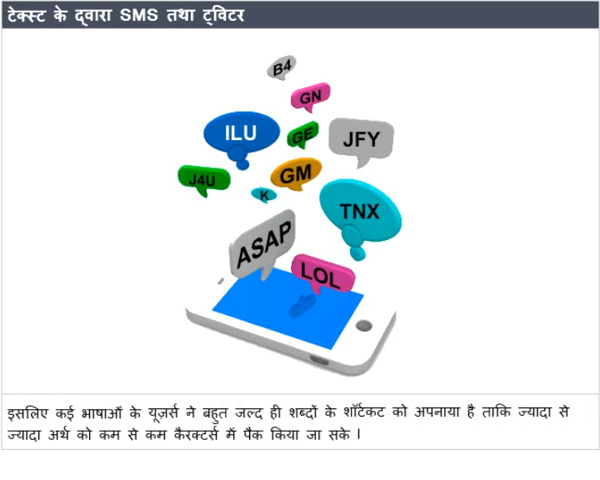 टेक्स्ट के द्वारा SMS तथा ट्विटर
B4
GN
ILU
GE
JFY
J4U
K
GM
TNX
ASAP
LOL
इसलिए कई भाषाओं के यूज़र्स ने बहुत जल्द ही शब्दों के शॉर्टकट को अपनाया है ताकि ज्यादा से
ज्यादा अर्थ को कम से कम कैरक्टर्स में पैक किया जा सके ।